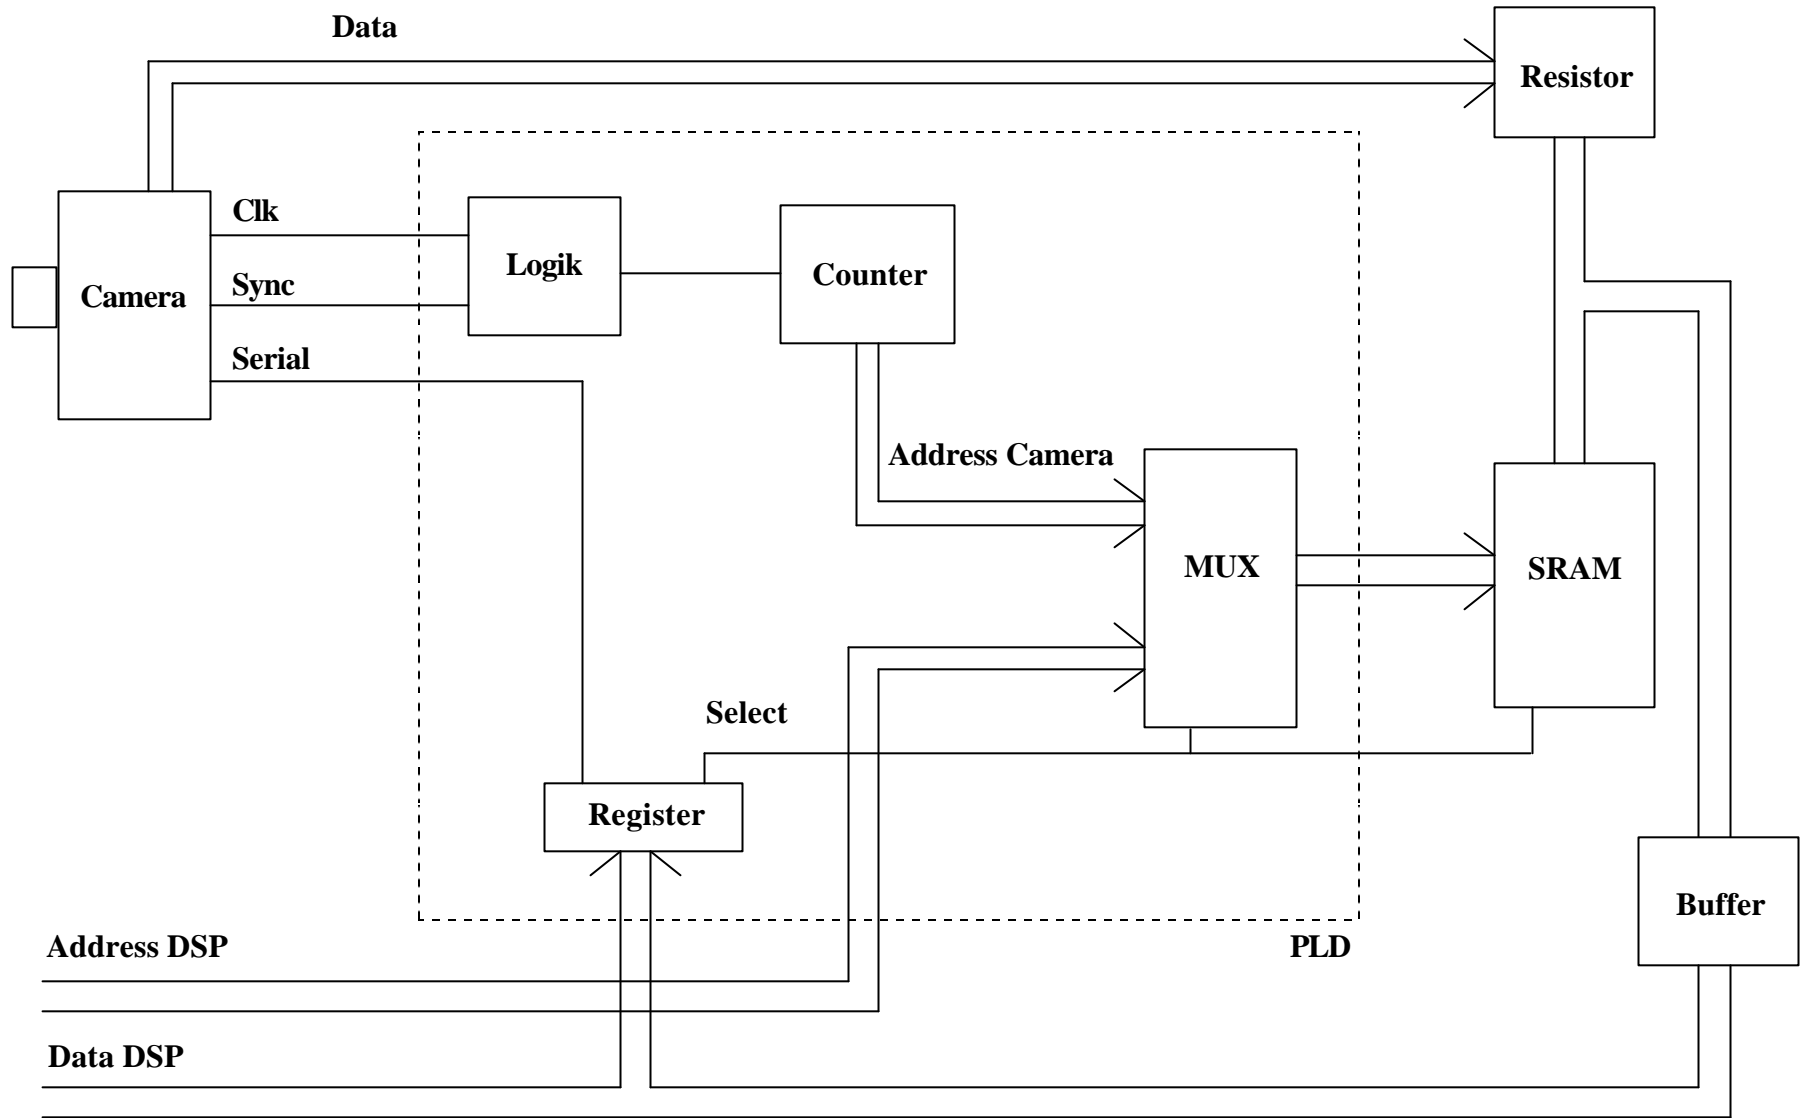 Data
Resistor
Clk
Logik
Counter
Sync
Camera
Serial
Address Camera
MUX
SRAM
Select
Register
Buffer
Address DSP
PLD
Data DSP